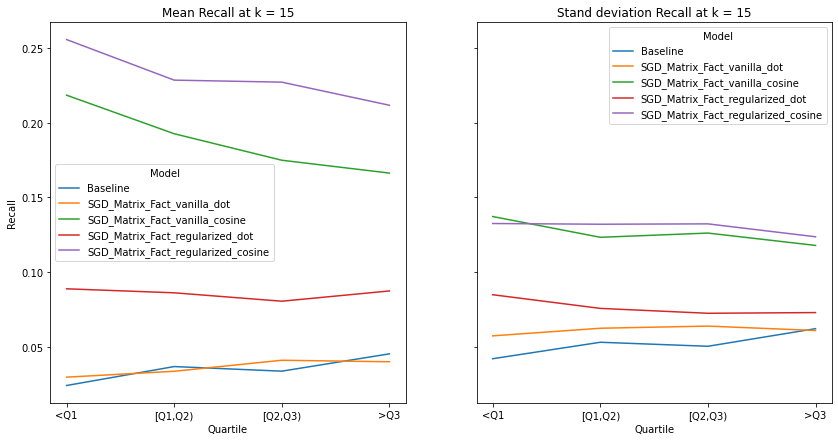 Mean Recall at k = 15
Recall
0.25
0.20
0.15
0.10
0.05
Model
Baseline
SGD_Matrix_Fact_vanilla_dot
SGD_Matrix_Fact_vanilla_cosine
SGD_Matrix_Fact_regularized_dot
SGD_Matrix_Fact_regularized_cosine
<Q1
[Q1,Q2)
[Q2,Q3)
>Q3
Quartile
Stand deviation Recall at k = 15
Model
Baseline
SGD_Matrix_Fact_vanilla_dot
SGD_Matrix_Fact_vanilla_cosine
SGD_Matrix_Fact_regularized_dot
SGD_Matrix_Fact_regularized_cosine
<Q1
[Q1,Q2)
[Q2,Q3)
>Q3
Quartile